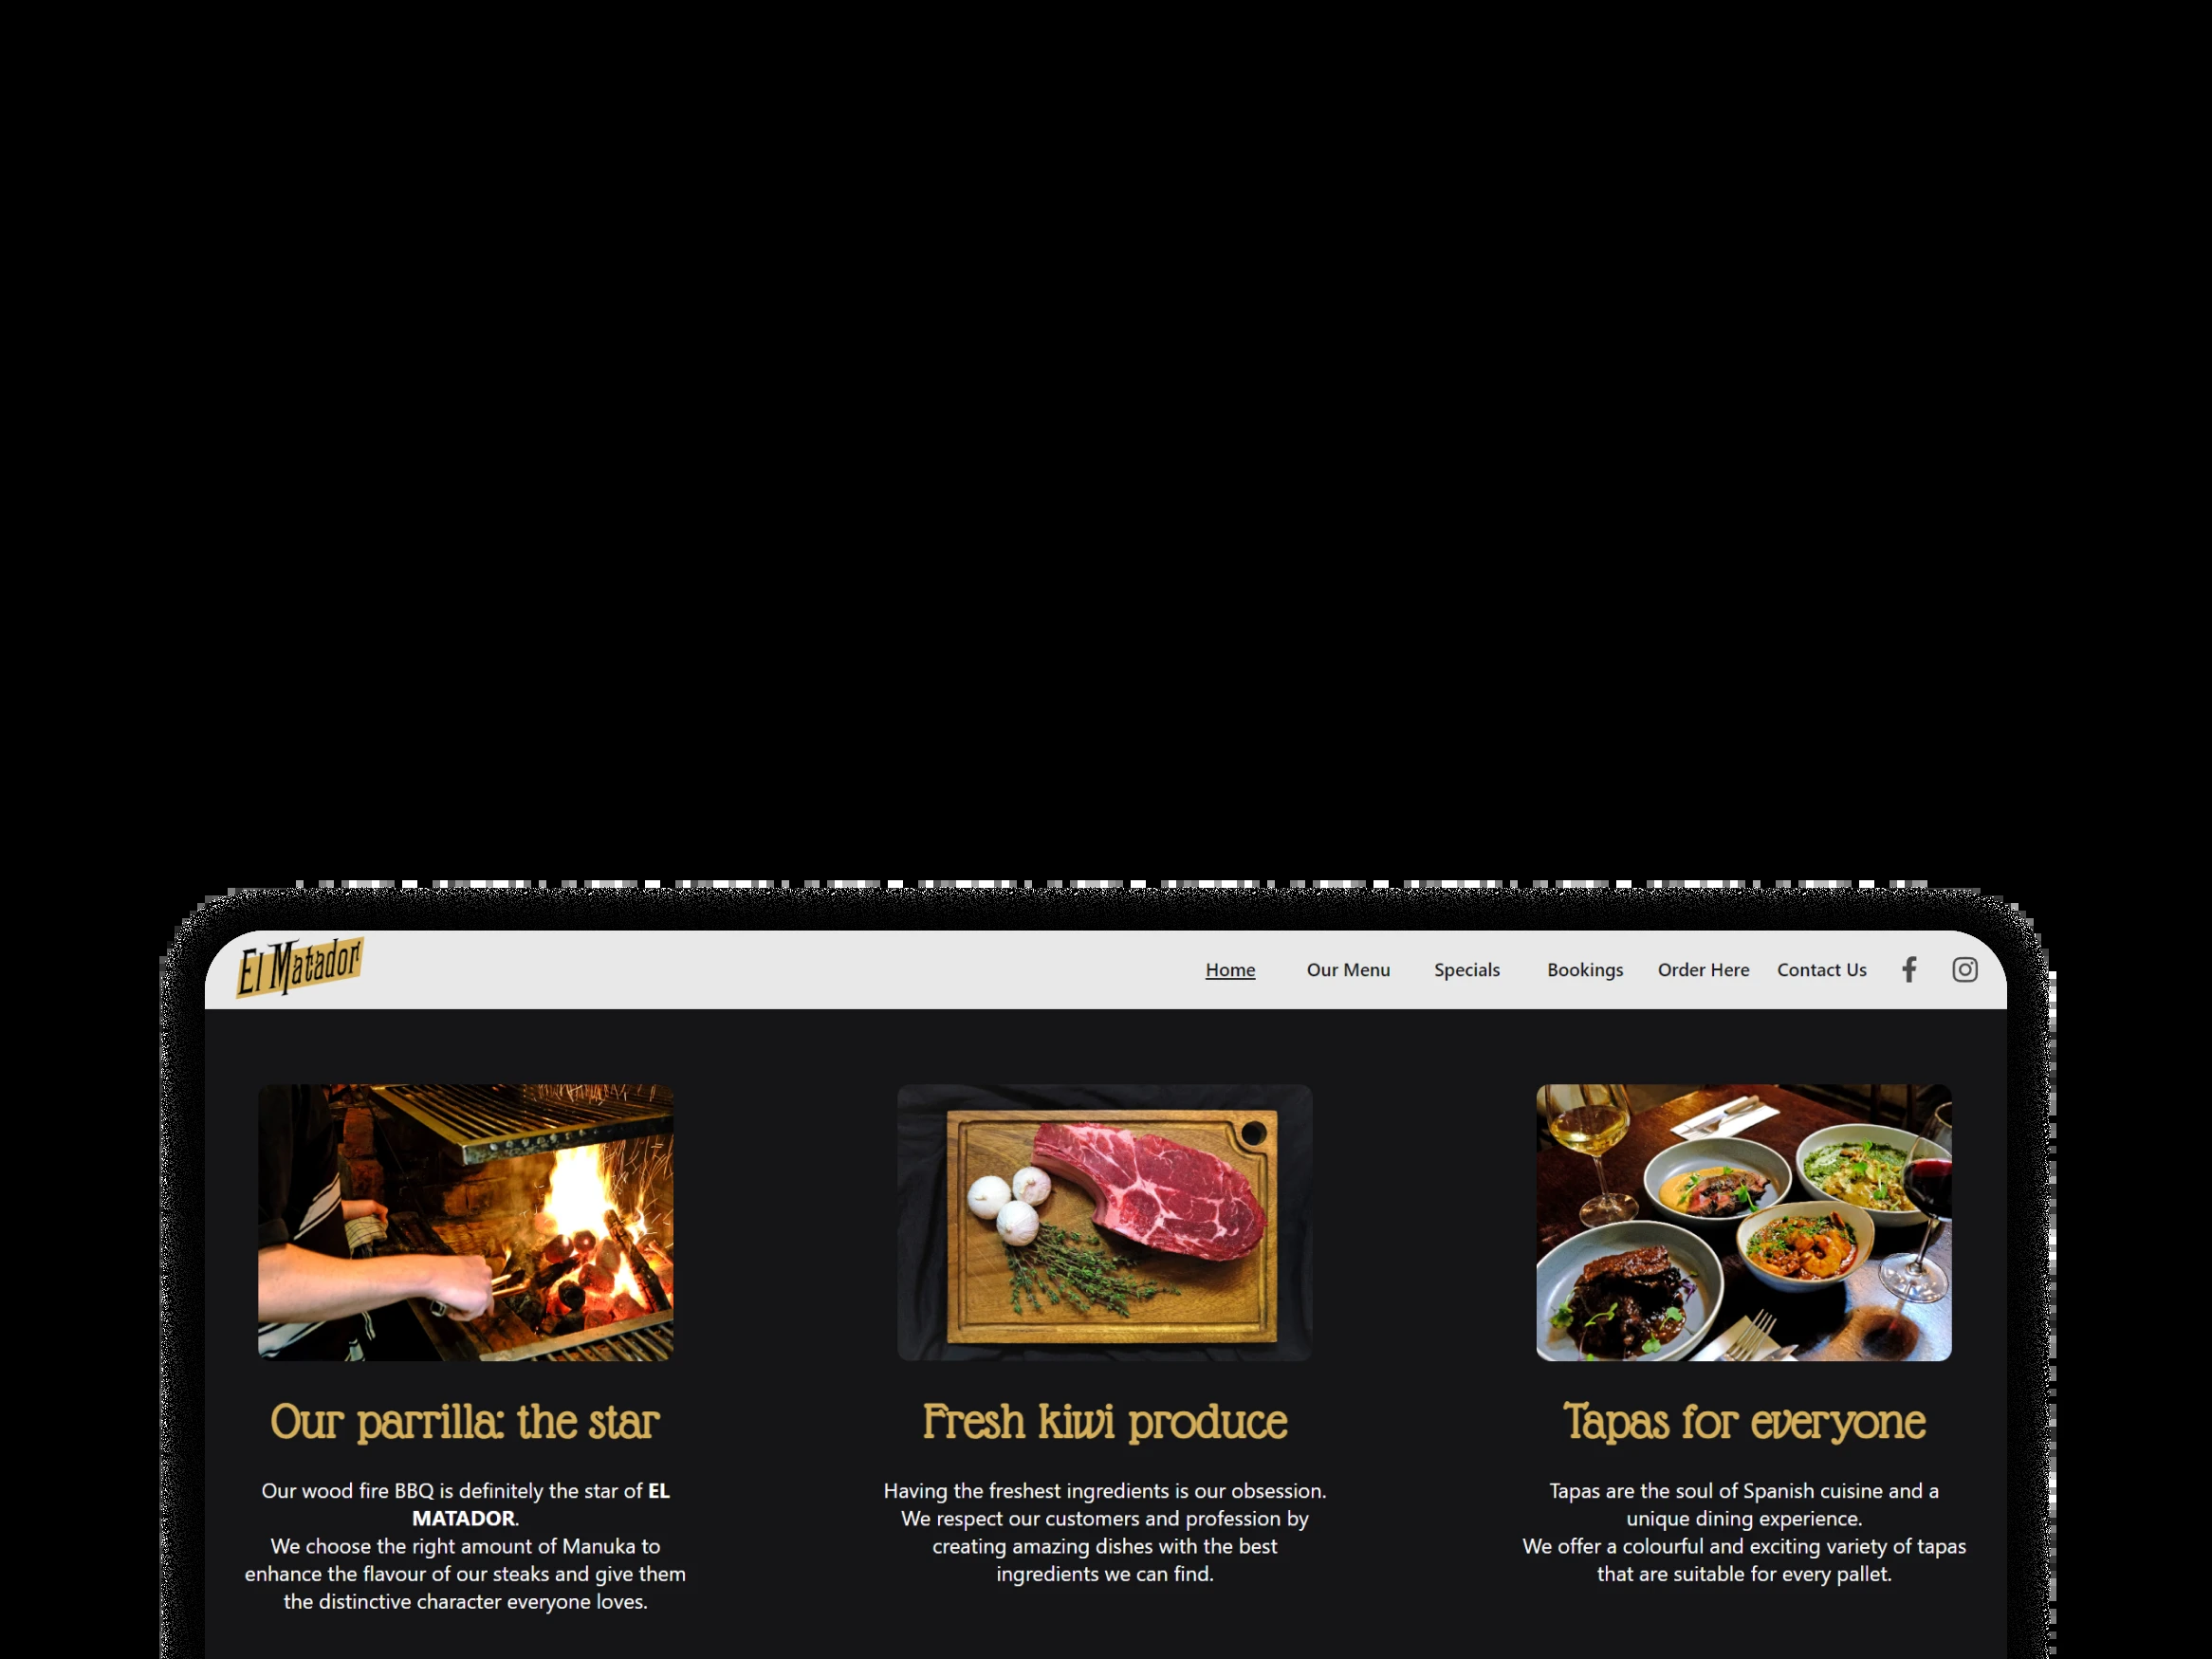 El Matador
Home Our Menu Specials Bookings Order Here Contact Us
Our parrilla: the star
Our wood fire BBQ is definitely the star of EL
MATADOR.
We choose the right amount of Manuka to
enhance the flavour of our steaks and give them
the distinctive character everyone loves.
Fresh kiwi produce
Having the freshest ingredients is our obsession.
We respect our customers and profession by
creating amazing dishes with the best
ingredients we can find.
Tapas for everyone
Tapas are the soul of Spanish cuisine and a
unique dining experience.
We offer a colourful and exciting variety of tapas
that are suitable for every pallet.